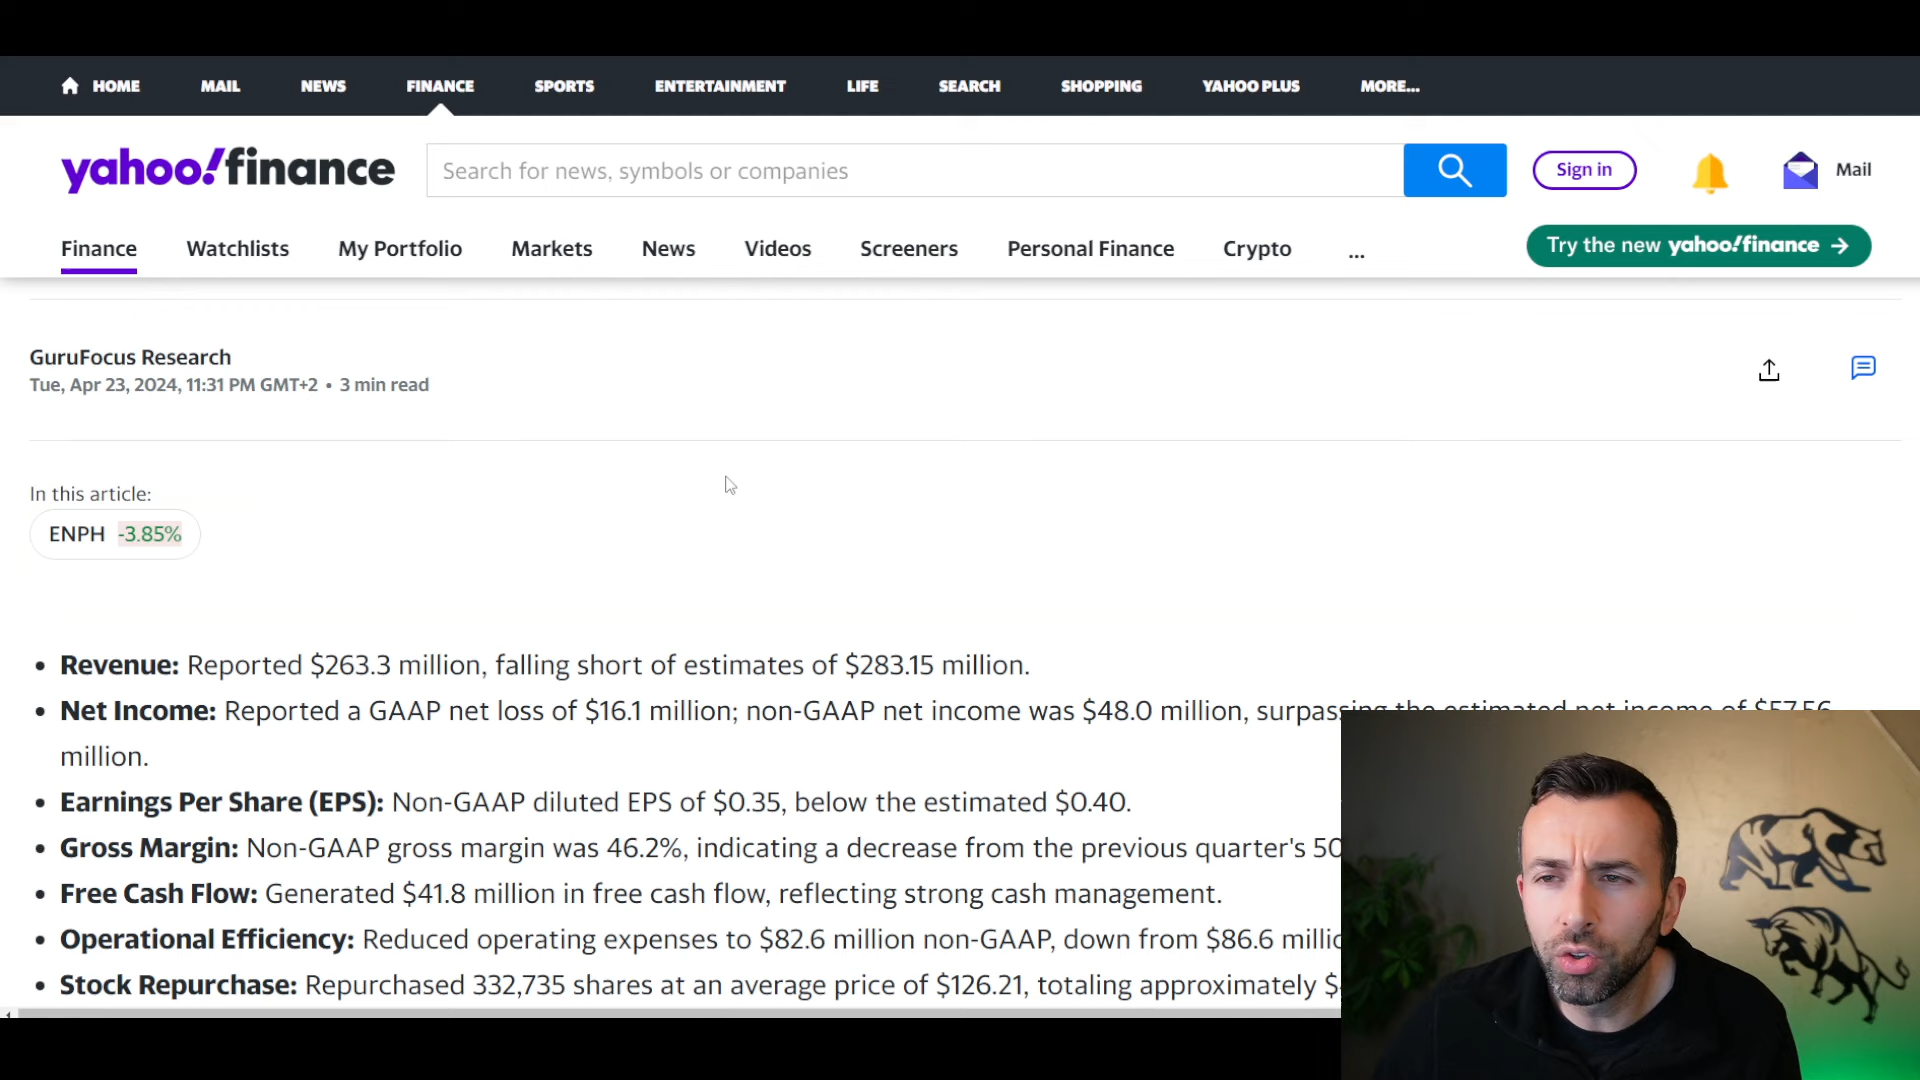 HOME MAIL NEWS FINANCE SPORTS ENTERTAINMENT LIFE SEARCH SHOPPING YAHOO PLUS MORE...
yahoo!finance Search for news, symbols or companies Sign in Mail
Finance Watchlists My Portfolio Markets News Videos Screeners Personal Finance Crypto ... Try the new yahoo!finance →
GuruFocus Research
Tue, Apr 23, 2024, 11:31 PM GMT+2 • 3 min read
In this article:
ENPH -3.85%
• Revenue: Reported $263.3 million, falling short of estimates of $283.15 million.
• Net Income: Reported a GAAP net loss of $16.1 million; non-GAAP net income was $48.0 million, surpassing the estimated net income of $57.56
million.
• Earnings Per Share (EPS): Non-GAAP diluted EPS of $0.35, below the estimated $0.40.
• Gross Margin: Non-GAAP gross margin was 46.2%, indicating a decrease from the previous quarter's 50
• Free Cash Flow: Generated $41.8 million in free cash flow, reflecting strong cash management.
• Operational Efficiency: Reduced operating expenses to $82.6 million non-GAAP, down from $86.6
• Stock Repurchase: Repurchased 332,735 shares at an average price of $126.21, totaling approximately